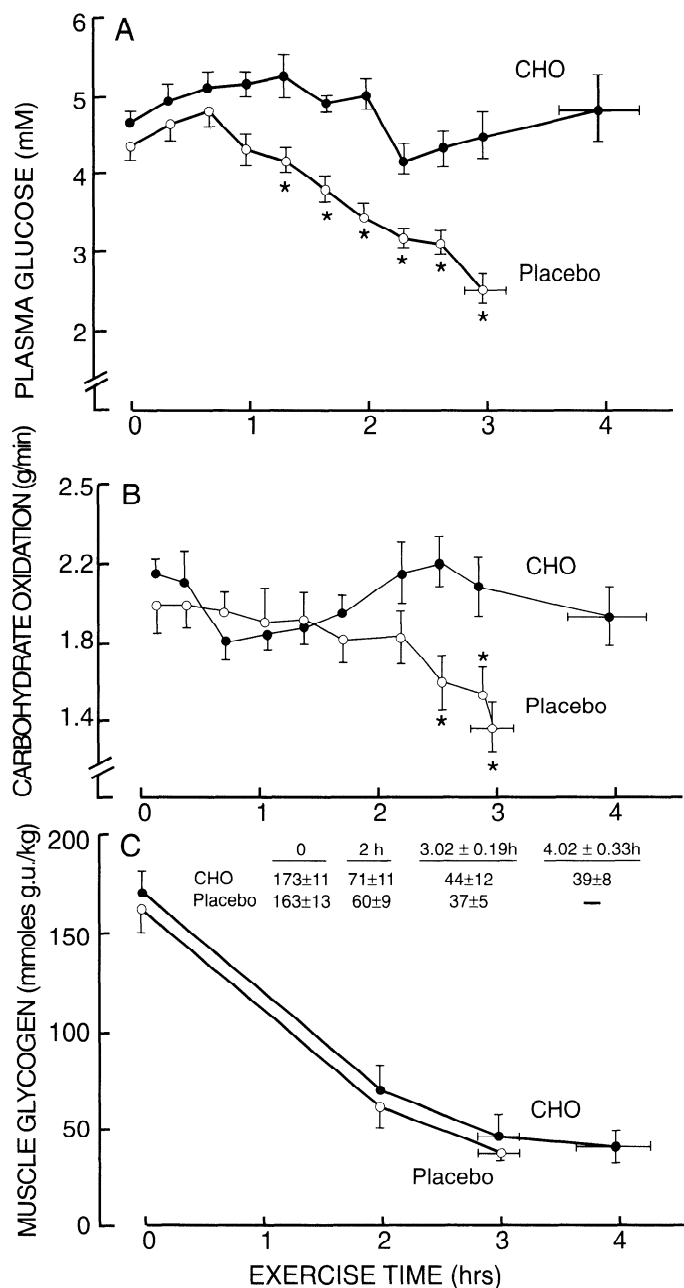 A
PLASMA GLUCOSE (mM)
6
5
4
3
2
CHO
Placebo
*
*
*
*
*
*
0 1 2 3 4
B
CARBOHYDRATE OXIDATION (g/min)
2.5
2.2
1.8
1.4
CHO
Placebo
*
*
*
0 1 2 3 4
C
MUSCLE GLYCOGEN (mmoles g.u./kg)
200
150
100
50
0
0 2 h 3.02 ± 0.19h 4.02 ± 0.33h
CHO 173±11 71±11 44±12 39±8
Placebo 163±13 60±9 37±5 —
CHO
Placebo
0 1 2 3 4
EXERCISE TIME (hrs)